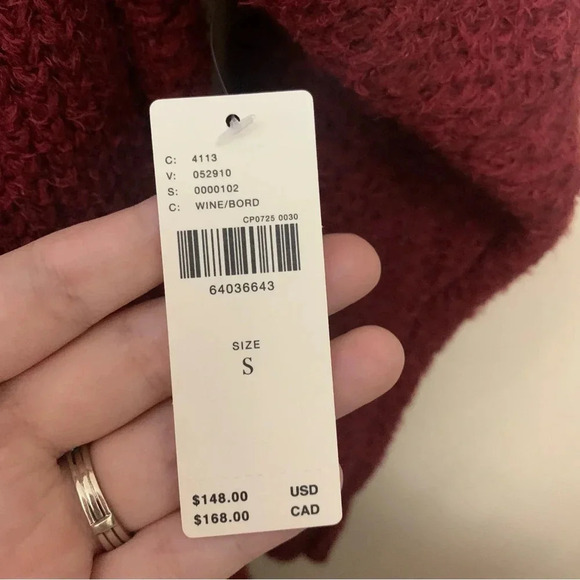 C: 4113
V: 052910
S: 0000102
C: WINE/BORD
CP0725 0030
64036643
SIZE
S
$148.00 USD
$168.00 CAD